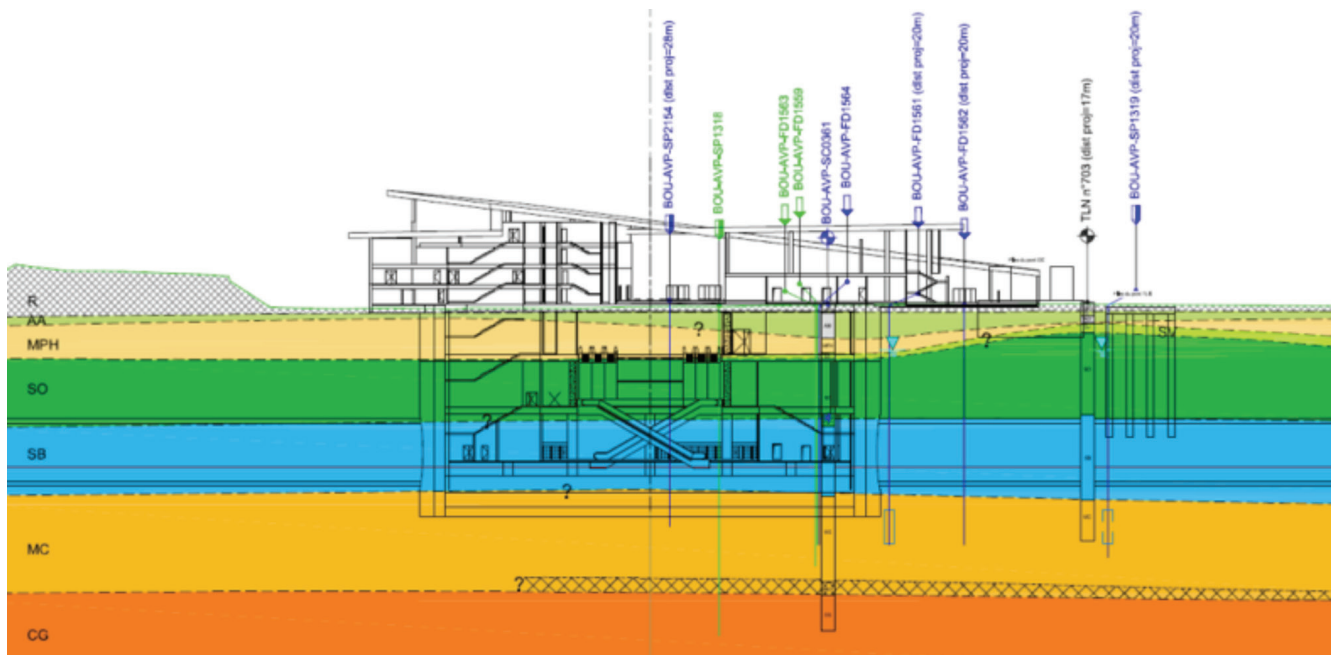 BOU-AVP-SP2154 (dist proj=28m)
BOU-AVP-SP1318
BOU-AVP-FD1563
BOU-AVP-FD1559
BOU-AVP-SC0361
BOU-AVP-FD1564
BOU-AVP-FD1561 (dist proj=20m)
BOU-AVP-FD1562 (dist proj=20m)
TLN n°703 (dist proj=17m)
BOU-AVP-SP1319 (dist proj=20m)
R
AA
MPH
SO
SB
MC
CG
SV
?
?
?
?
?